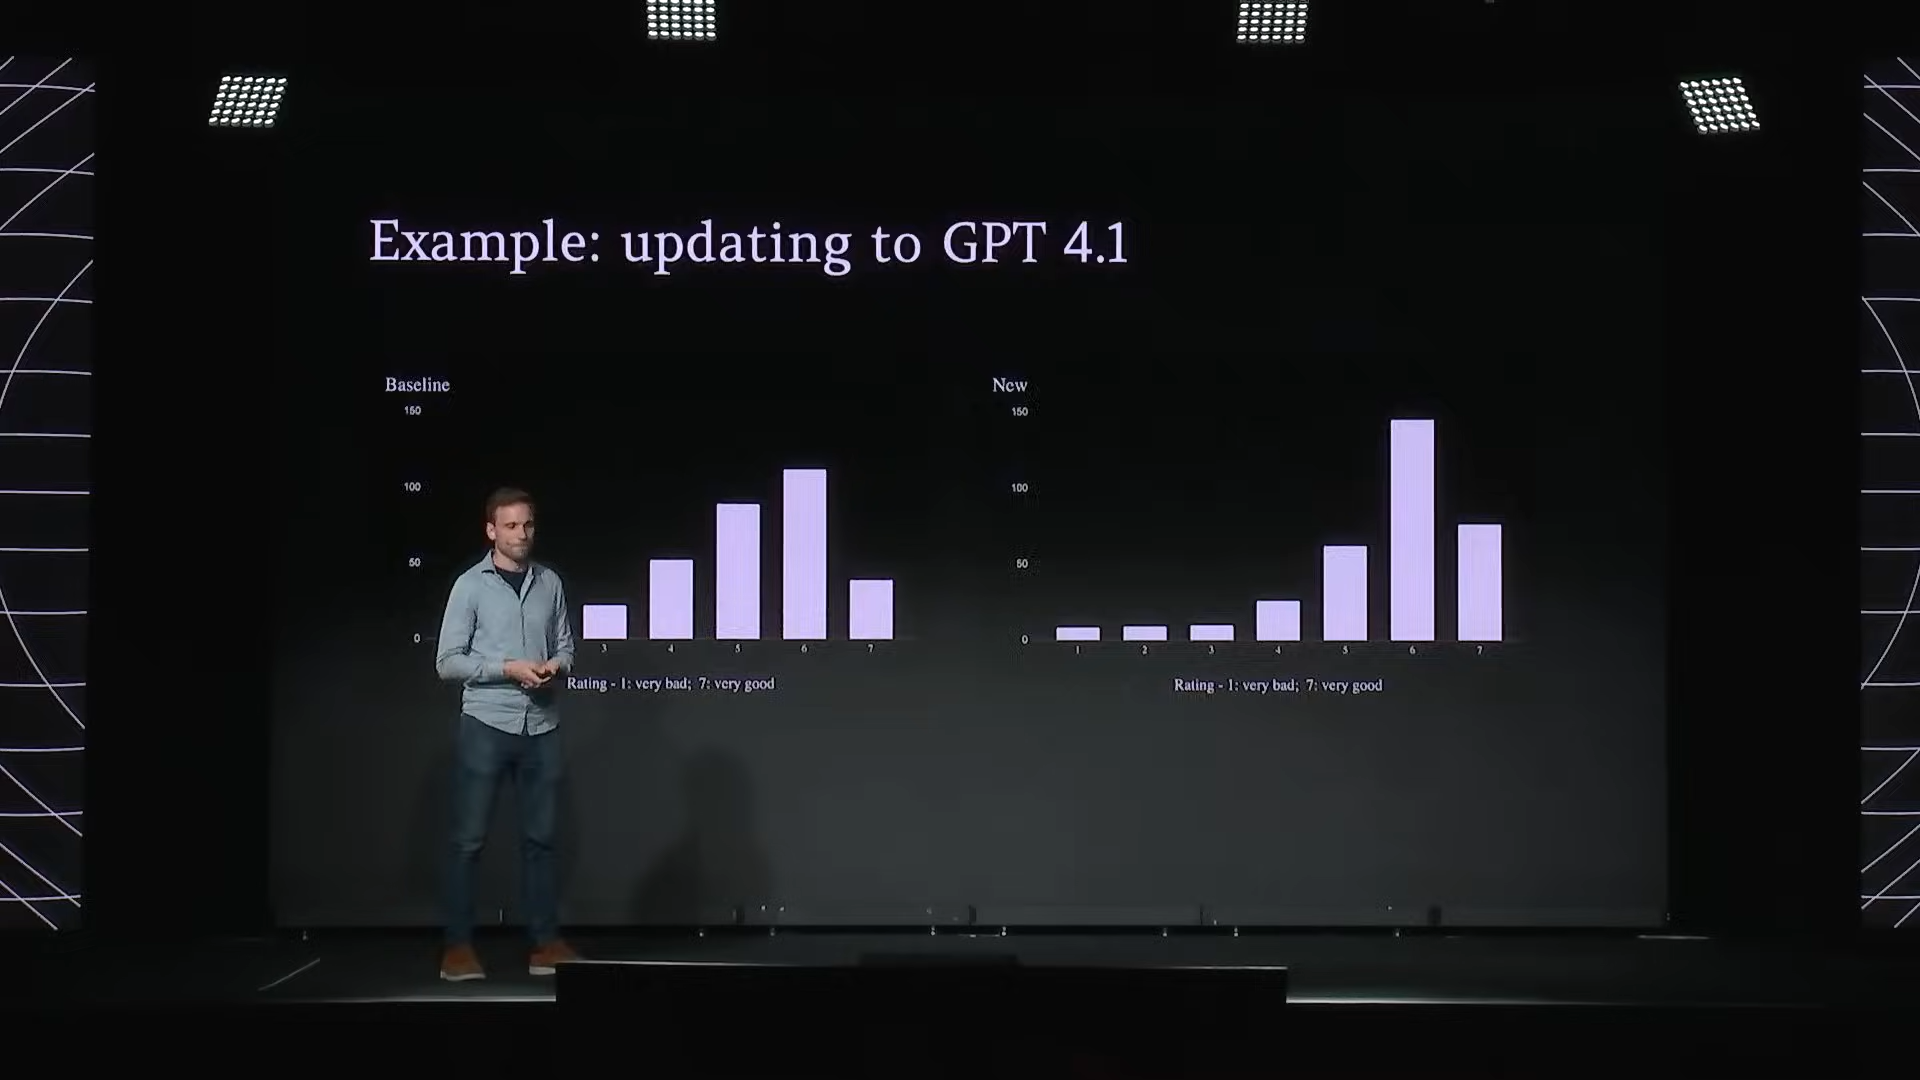 Example: updating to GPT 4.1
Baseline
150
100
50
0
3 4 5 6 7
Rating - 1: very bad; 7: very good
New
150
100
50
0
1 2 3 4 5 6 7
Rating - 1: very bad; 7: very good